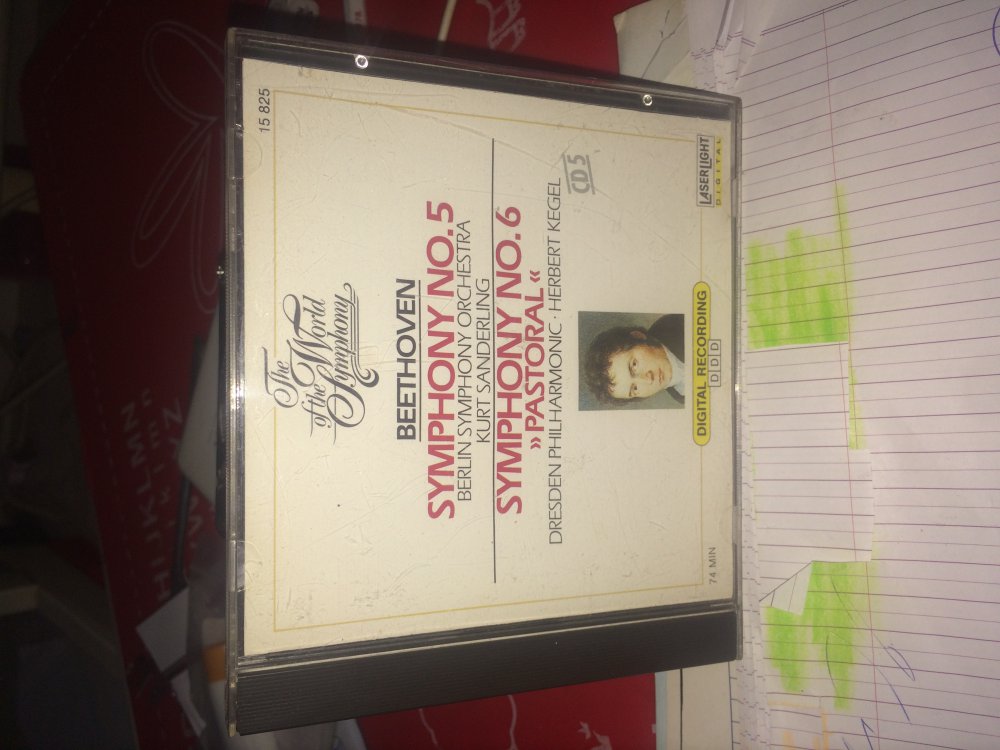 15 825
The World
of the Symphony
BEETHOVEN
SYMPHONY NO. 5
BERLIN SYMPHONY ORCHESTRA
KURT SANDERLING
SYMPHONY NO. 6
»PASTORAL«
DRESDEN PHILHARMONIC · HERBERT KEGEL
CD 5
DIGITAL RECORDING
D D D
74 MIN
LASERLIGHT
DIGITAL
HIJKLMN